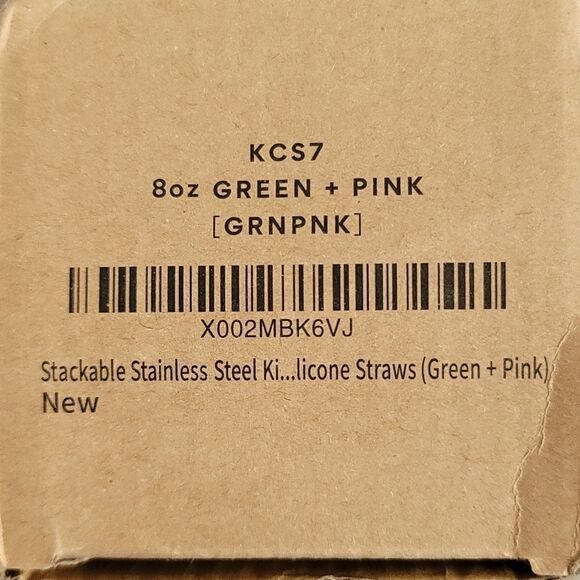 KCS7
8oz GREEN + PINK
[GRNPNK]
X002MBK6VJ
Stackable Stainless Steel Ki...licone Straws (Green + Pink)
New